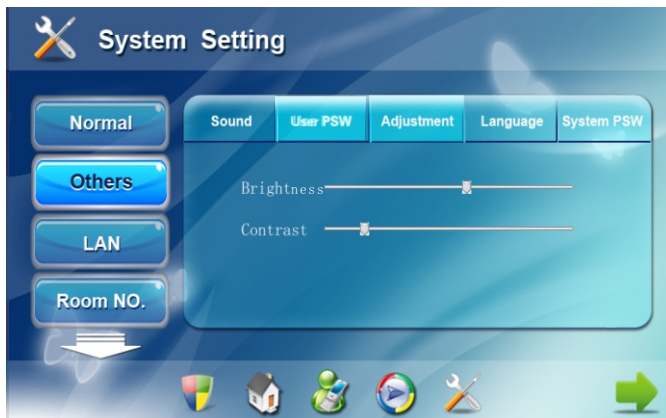 System Setting
Normal
Others
LAN
Room NO.
Sound User PSW Adjustment Language System PSW
Brightness
Contrast